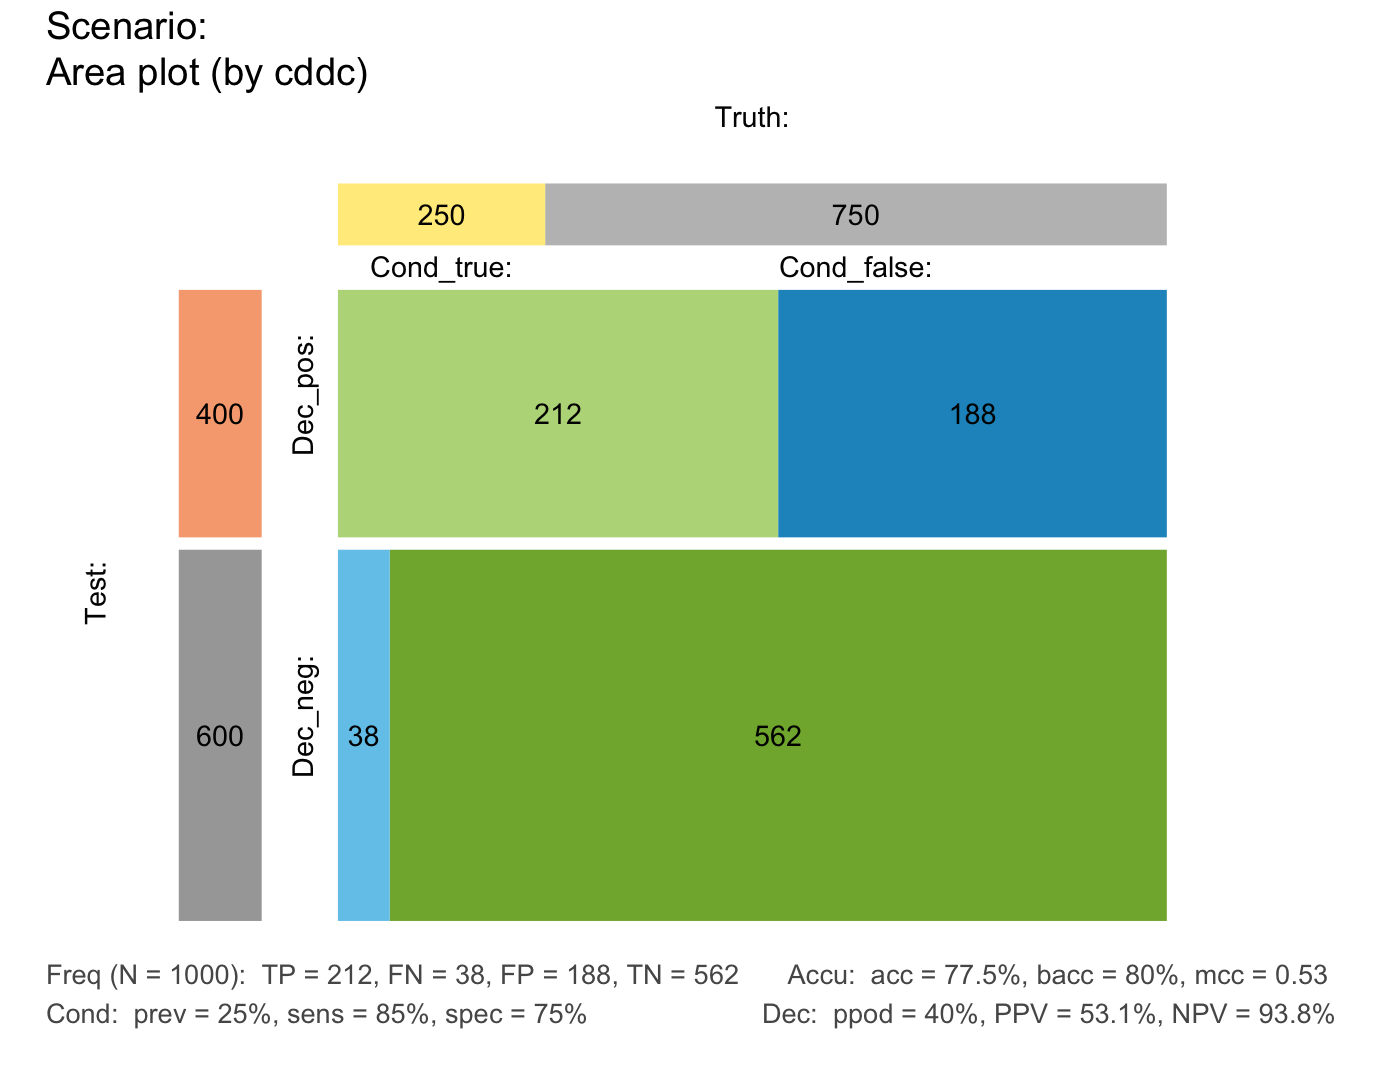 Scenario:
Area plot (by cddc)
Truth:
250
750
Cond_true:
Cond_false:
400
Dec_pos:
212
188
Test:
600
Dec_neg:
38
562
Freq (N = 1000):  TP = 212, FN = 38, FP = 188, TN = 562
Accu:  acc = 77.5%, bacc = 80%, mcc = 0.53
Cond:  prev = 25%, sens = 85%, spec = 75%
Dec:  ppod = 40%, PPV = 53.1%, NPV = 93.8%